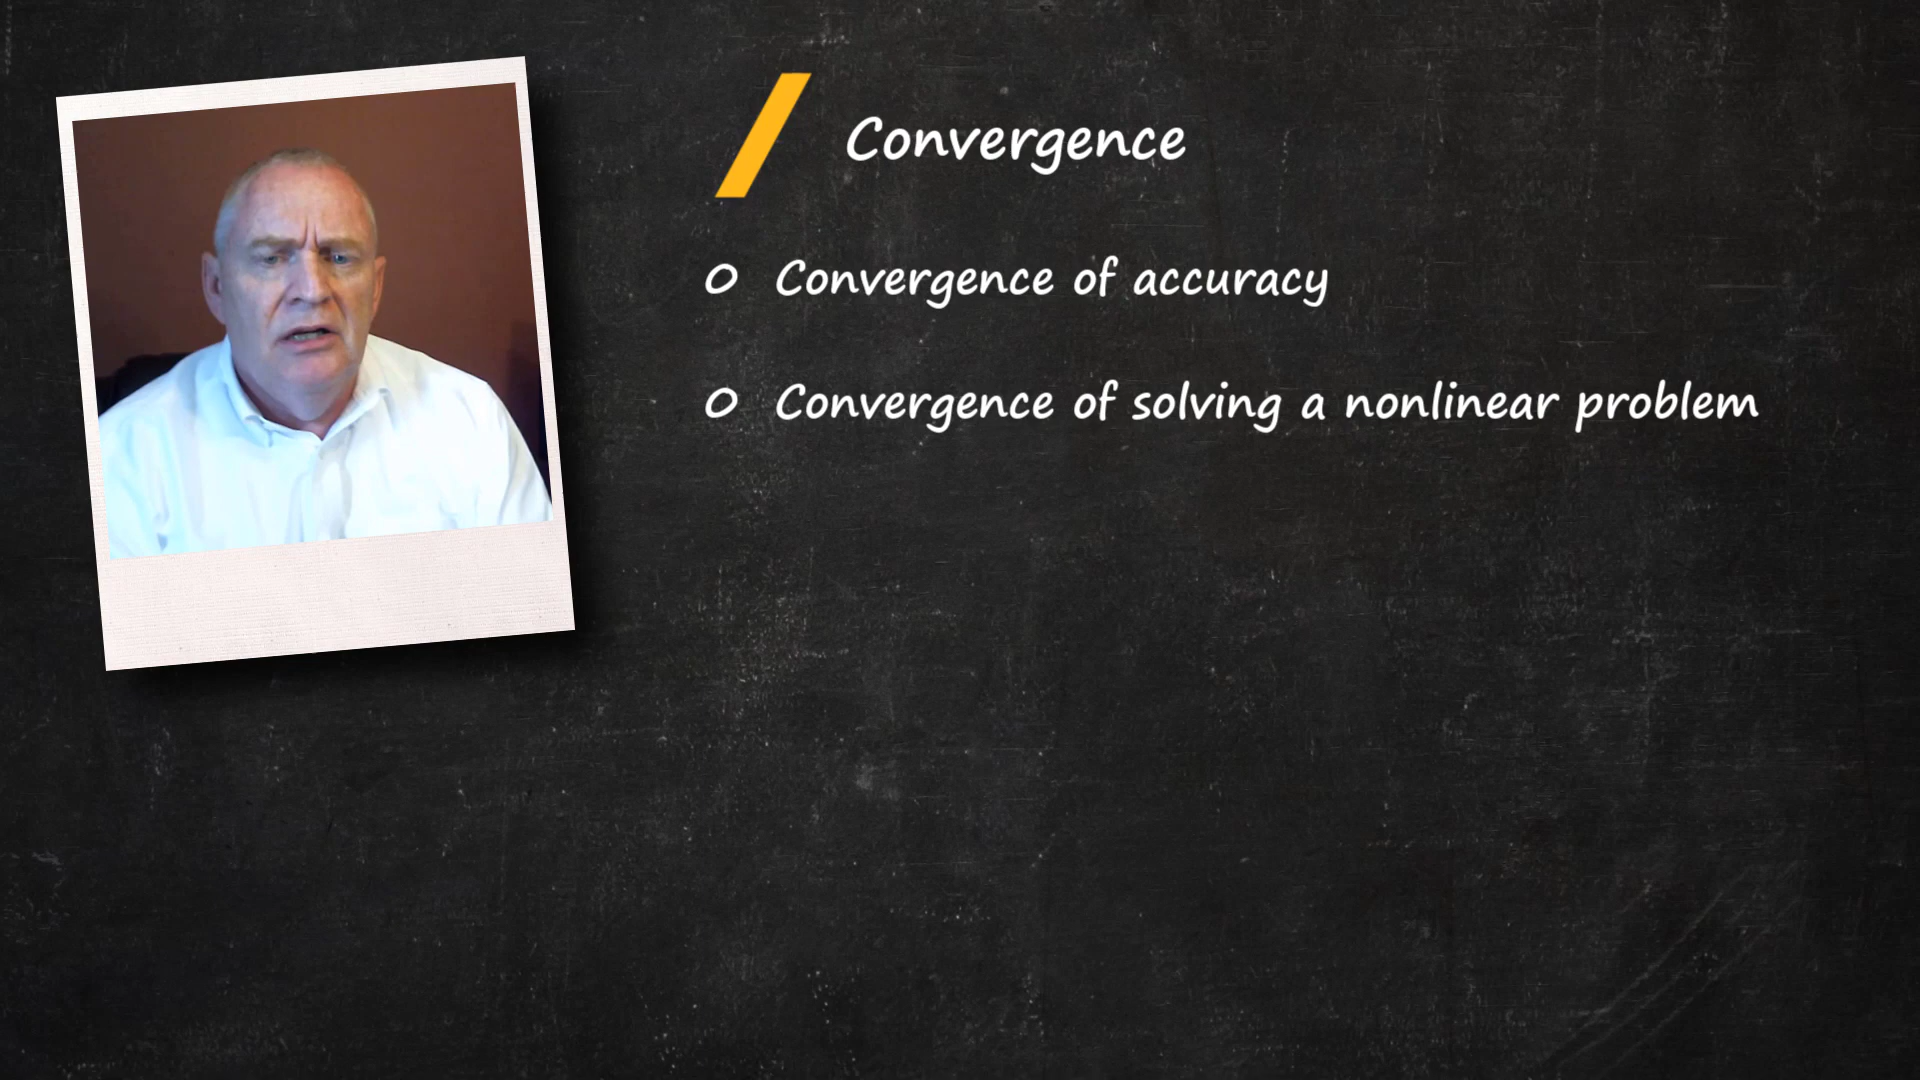 Convergence
Convergence of accuracy
Convergence of solving a nonlinear problem